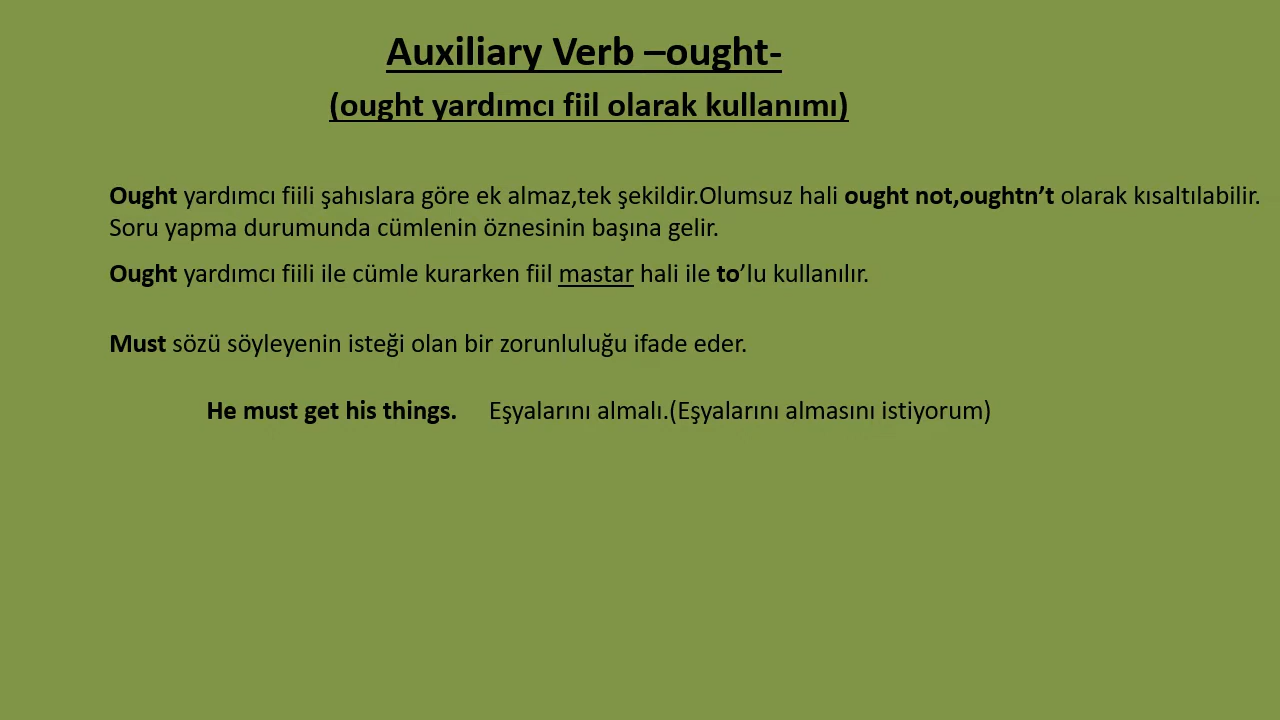 Auxiliary Verb –ought-
(ought yardımcı fiil olarak kullanımı)
Ought yardımcı fiili şahıslara göre ek almaz,tek şekildir.Olumsuz hali ought not,oughtn’t olarak kısaltılabilir.
Soru yapma durumunda cümlenin öznesinin başına gelir.
Ought yardımcı fiili ile cümle kurarken fiil mastar hali ile to’lu kullanılır.
Must sözü söyleyenin isteği olan bir zorunluluğu ifade eder.
He must get his things. Eşyalarını almalı.(Eşyalarını almasını istiyorum)